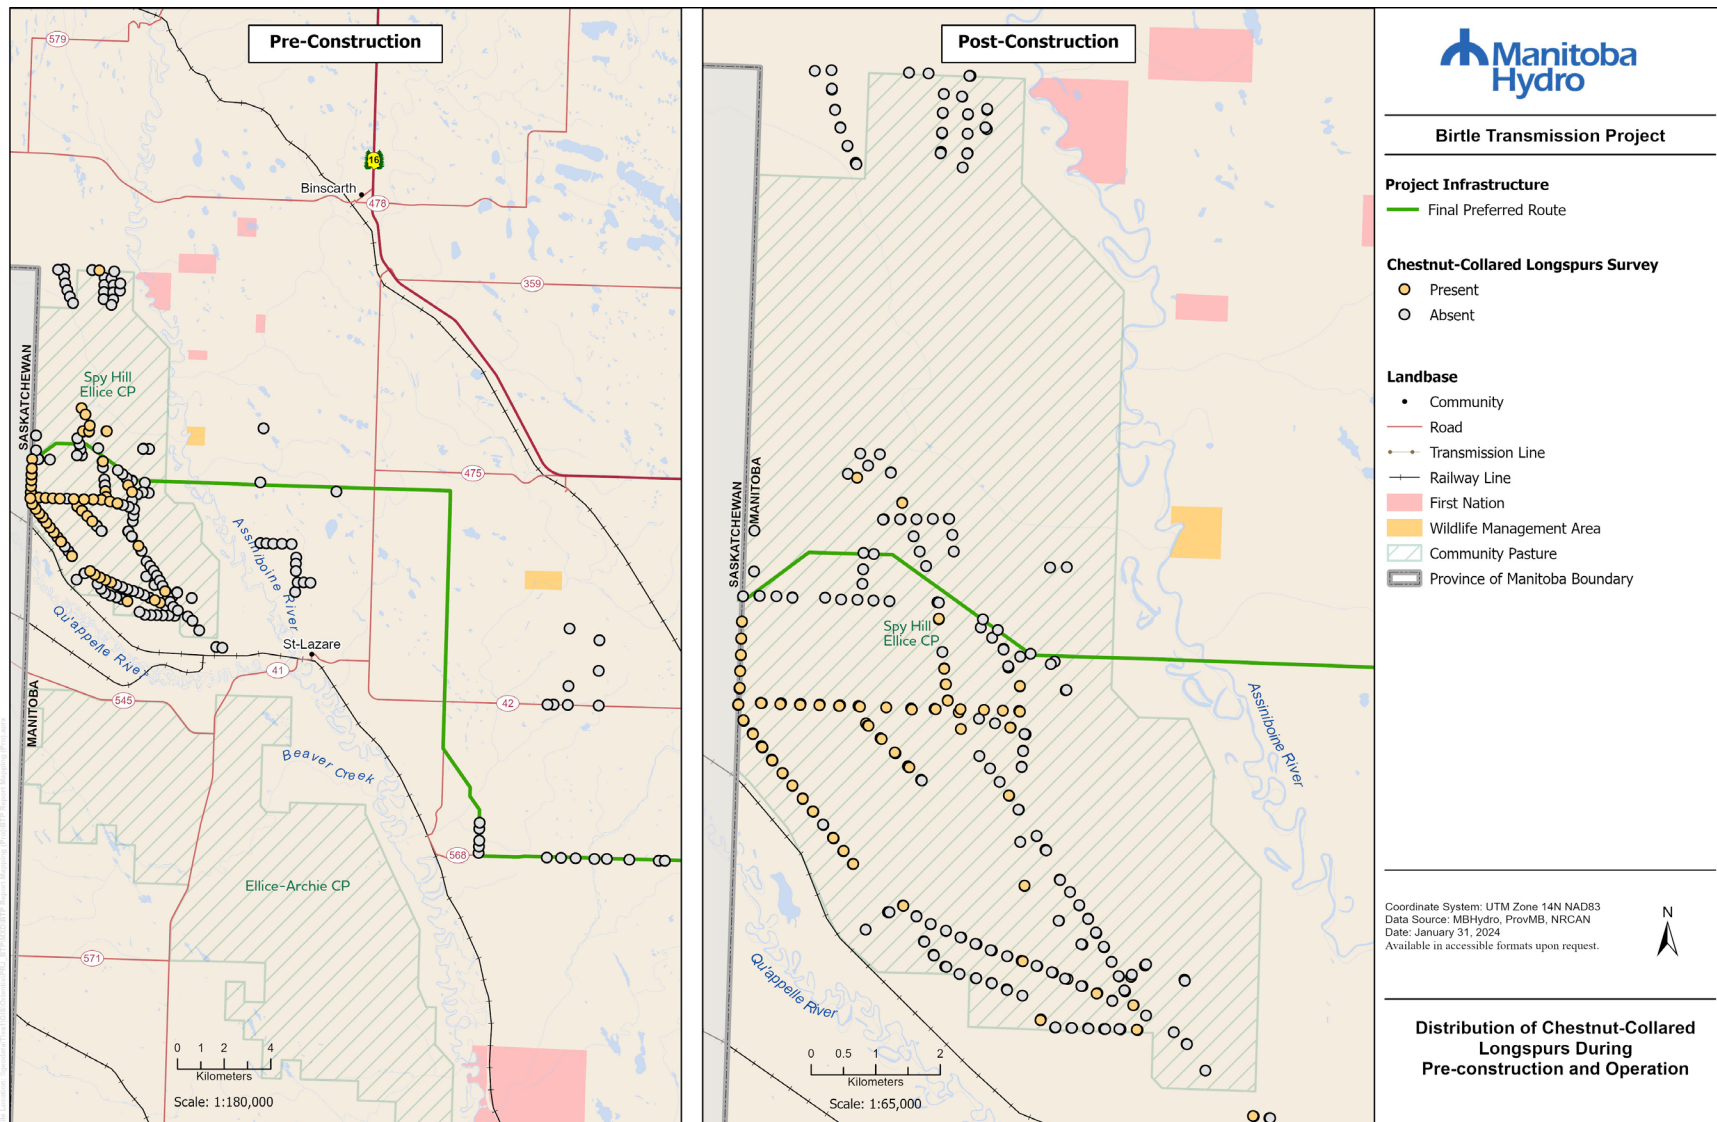 Pre-Construction
579
16
Binscarth
478
359
SASKATCHEWAN
Spy Hill
Ellice CP
475
Assiniboine River
Qu'appelle River
St-Lazare
41
545
42
MANITOBA
Beaver Creek
568
Ellice-Archie CP
571
0 1 2 4
Kilometers
Scale: 1:180,000
Post-Construction
SASKATCHEWAN
MANITOBA
Spy Hill
Ellice CP
Assiniboine River
Qu'appelle River
0 0.5 1 2
Kilometers
Scale: 1:65,000
Manitoba
Hydro
Birtle Transmission Project
Project Infrastructure
Final Preferred Route
Chestnut-Collared Longspurs Survey
Present
Absent
Landbase
Community
Road
Transmission Line
Railway Line
First Nation
Wildlife Management Area
Community Pasture
Province of Manitoba Boundary
Coordinate System: UTM Zone 14N NAD83
Data Source: MBHydro, ProvMB, NRCAN
Date: January 31, 2024
Available in accessible formats upon request.
N
Distribution of Chestnut-Collared
Longspurs During
Pre-construction and Operation